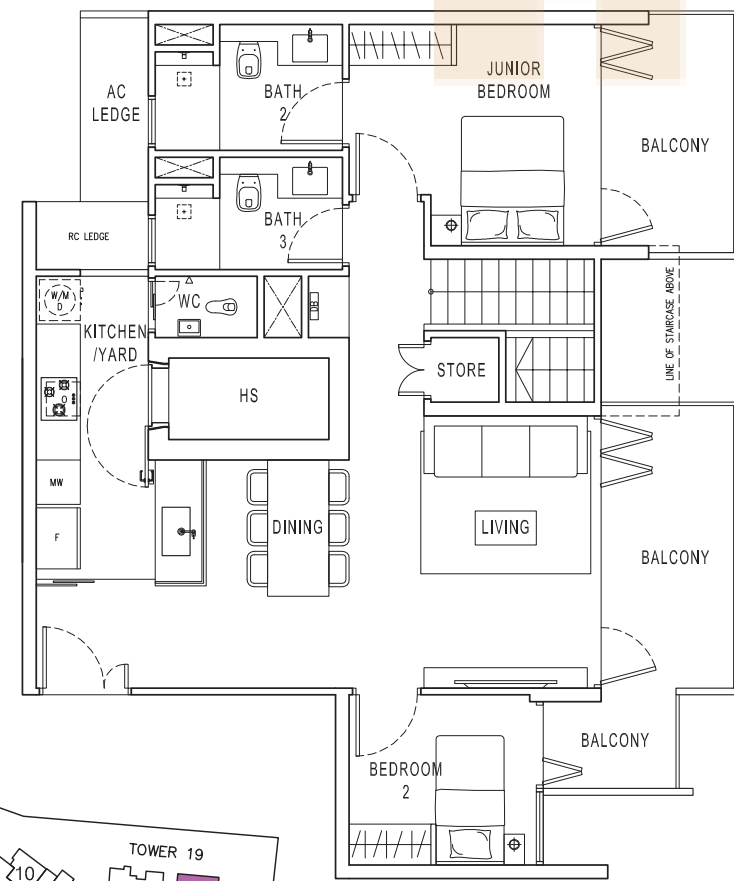 JUNIOR
BEDROOM
AC
LEDGE
BATH
2
BALCONY
BATH
3
RC LEDGE
W/M
D
WC
DB
KITCHEN
/YARD
LINE OF STAIRCASE ABOVE
HS
STORE
MW
F
DINING
LIVING
BALCONY
BALCONY
BEDROOM
2
TOWER 19
10